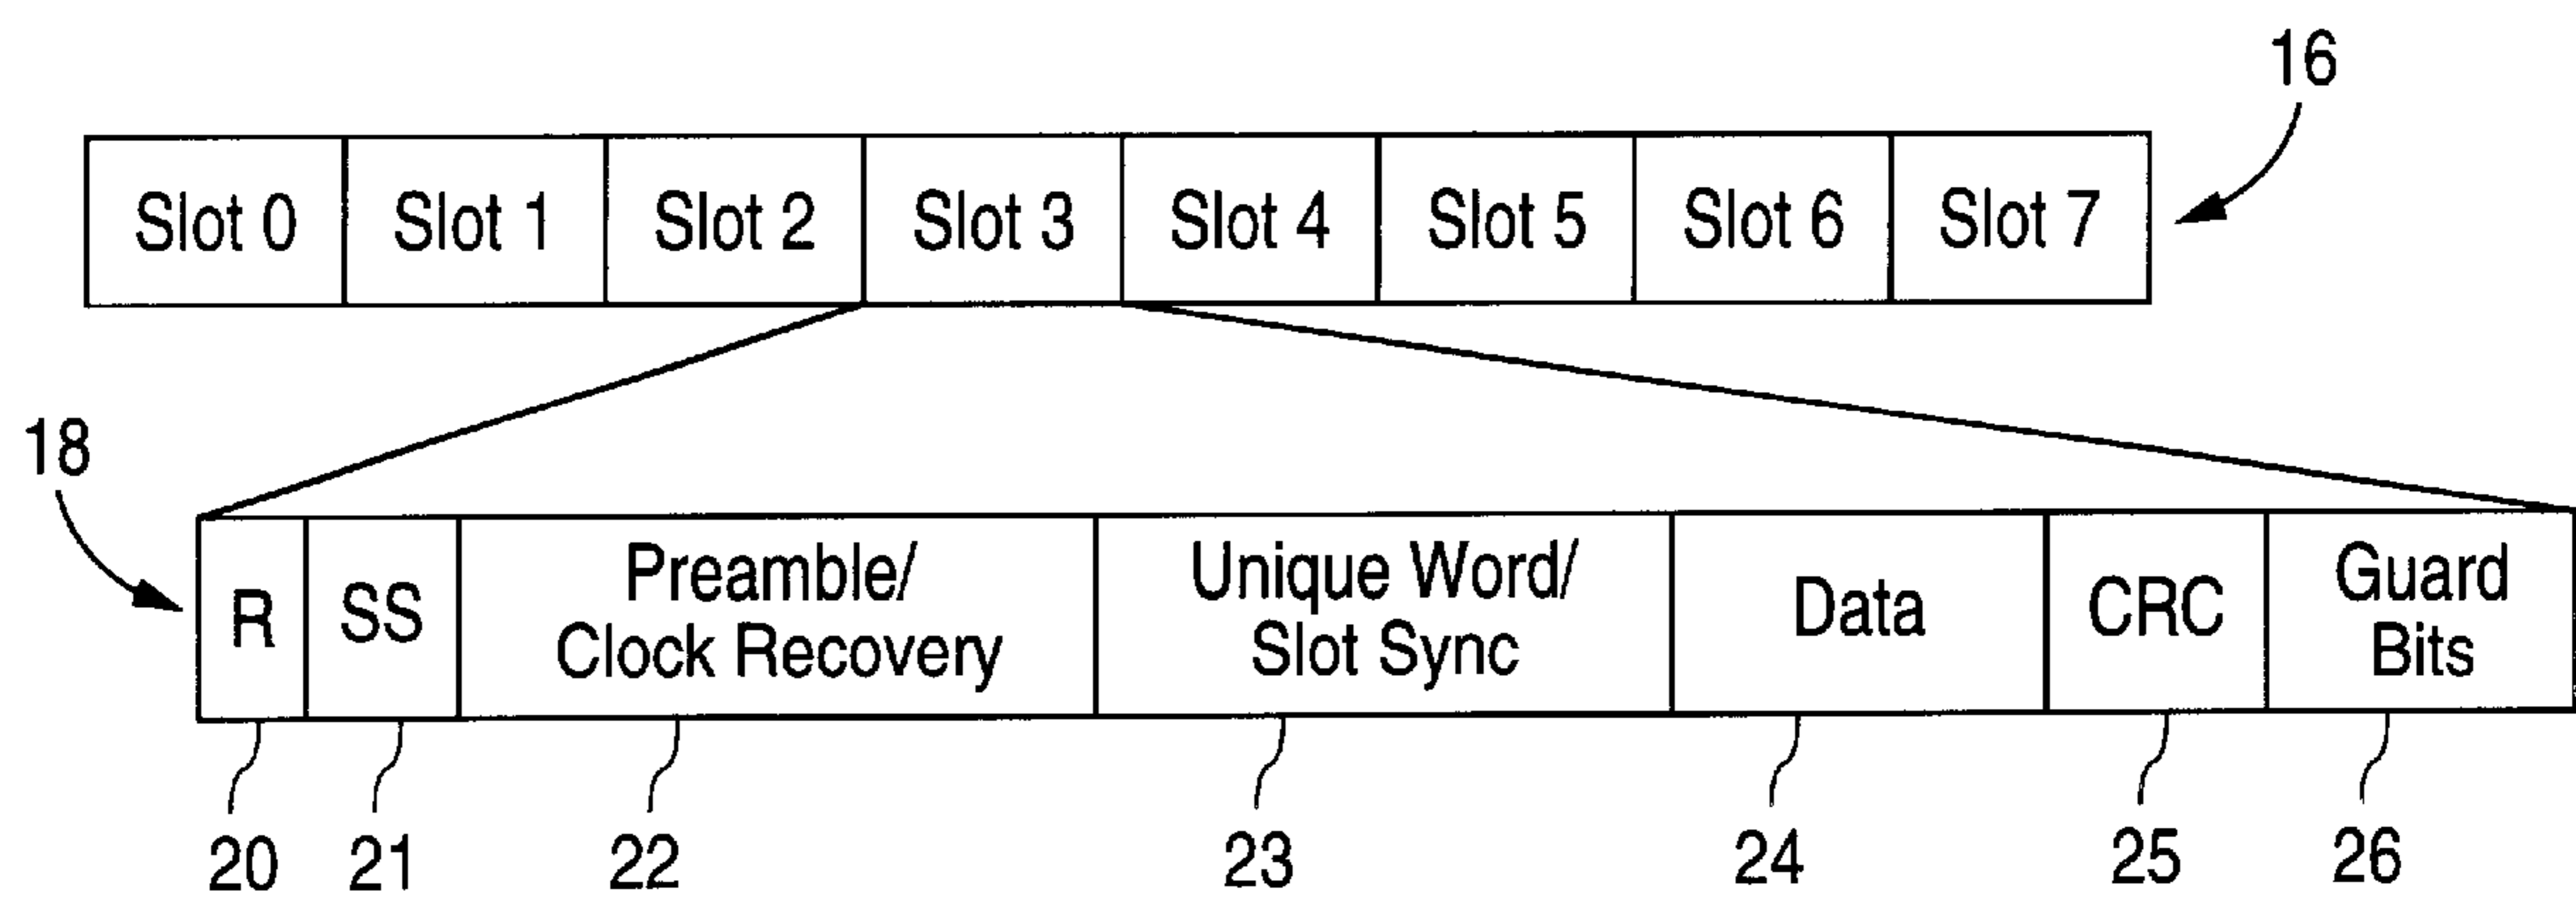 16
Slot 0 Slot 1 Slot 2 Slot 3 Slot 4 Slot 5 Slot 6 Slot 7
18
R SS Preamble/ Unique Word/ Data CRC Guard
Clock Recovery Slot Sync Bits
20 21 22 23 24 25 26